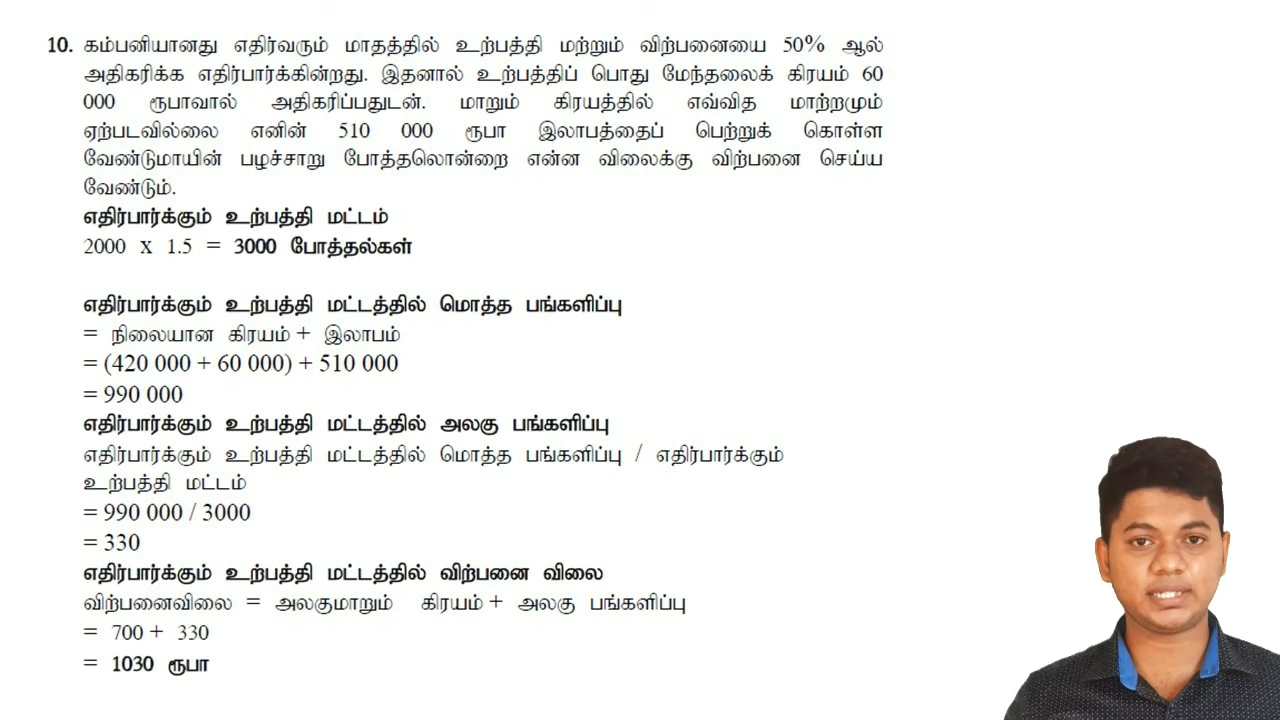 10. கம்பனியானது எதிர்வரும் மாதத்தில் உற்பத்தி மற்றும் விற்பனையை 50% ஆல்
அதிகரிக்க எதிர்பார்க்கின்றது. இதனால் உற்பத்திப் பொது மேந்தலைக் கிரயம் 60
000 ரூபாவால் அதிகரிப்பதுடன். மாறும் கிரயத்தில் எவ்வித மாற்றமும்
ஏற்படவில்லை எனின் 510 000 ரூபா இலாபத்தைப் பெற்றுக் கொள்ள
வேண்டுமாயின் பழச்சாறு போத்தலொன்றை என்ன விலைக்கு விற்பனை செய்ய
வேண்டும்.
எதிர்பார்க்கும் உற்பத்தி மட்டம்
2000 x 1.5 = 3000 போத்தல்கள்
எதிர்பார்க்கும் உற்பத்தி மட்டத்தில் மொத்த பங்களிப்பு
= நிலையான கிரயம் + இலாபம்
= (420 000 + 60 000) + 510 000
= 990 000
எதிர்பார்க்கும் உற்பத்தி மட்டத்தில் அலகு பங்களிப்பு
எதிர்பார்க்கும் உற்பத்தி மட்டத்தில் மொத்த பங்களிப்பு / எதிர்பார்க்கும்
உற்பத்தி மட்டம்
= 990 000 / 3000
= 330
எதிர்பார்க்கும் உற்பத்தி மட்டத்தில் விற்பனை விலை
விற்பனைவிலை = அலகுமாறும் கிரயம் + அலகு பங்களிப்பு
= 700 + 330
= 1030 ரூபா